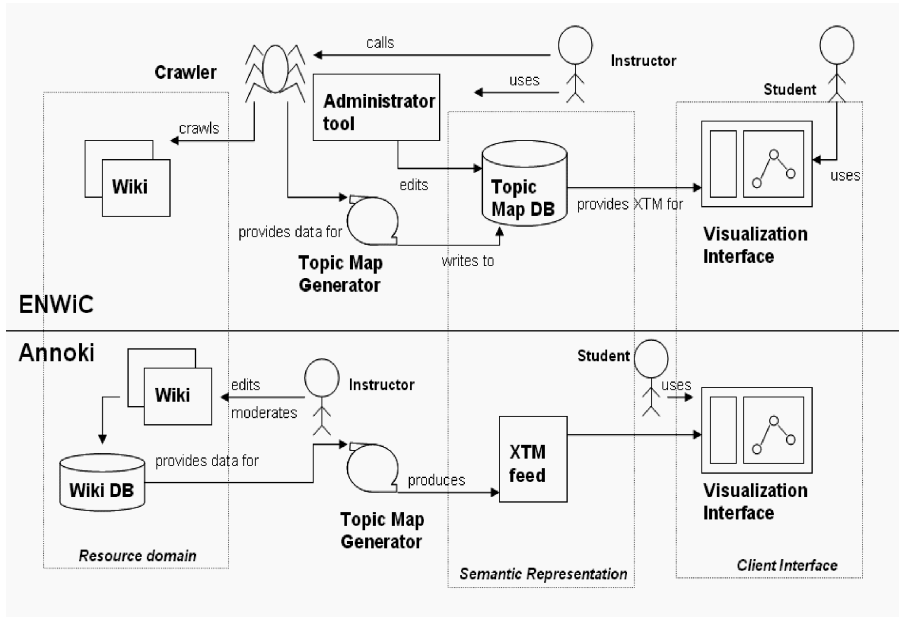 calls
Instructor
Crawler
uses
Student
Administrator
tool
crawls
Wiki
edits
Topic
Map DB
uses
provides XTM for
provides data for
Topic Map
Generator
writes to
Visualization
Interface
ENWiC
Annoki
Student
Wiki
edits
moderates
Instructor
uses
provides data for
Wiki DB
XTM
feed
produces
Topic Map
Generator
Visualization
Interface
Resource domain
Semantic Representation
Client Interface